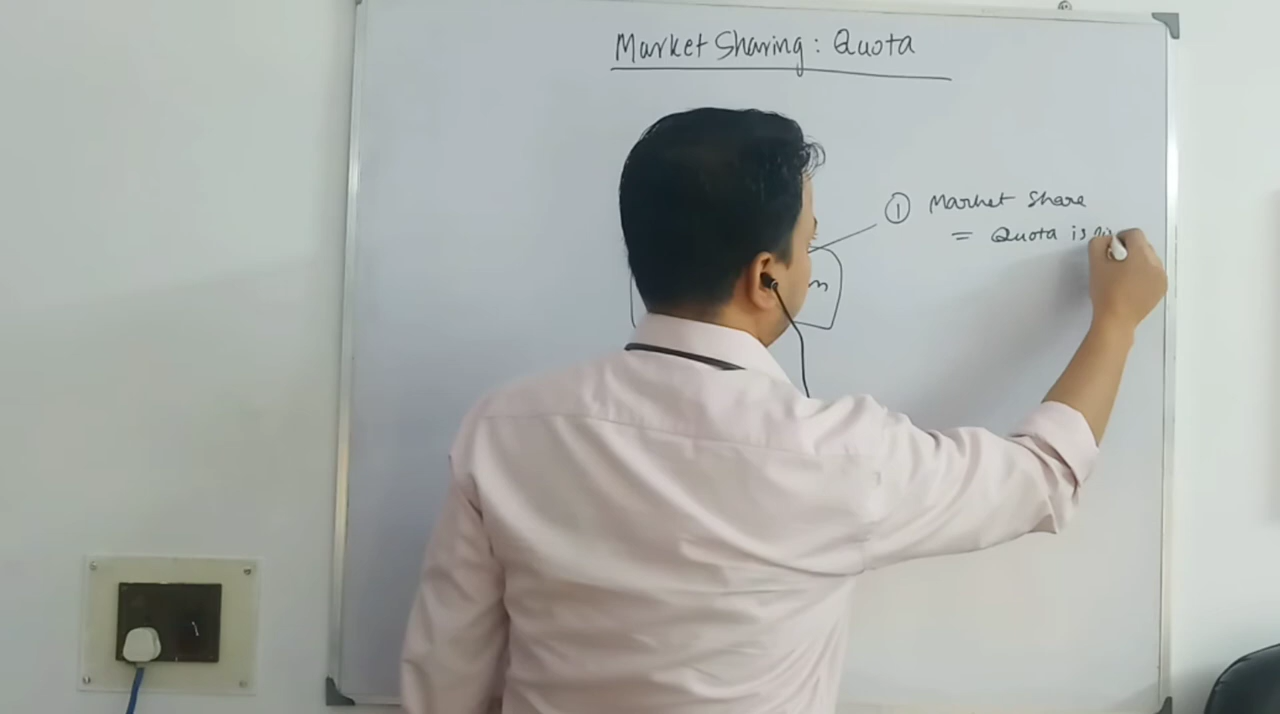 Market Sharing: Quota
① Market Share
= Quota is